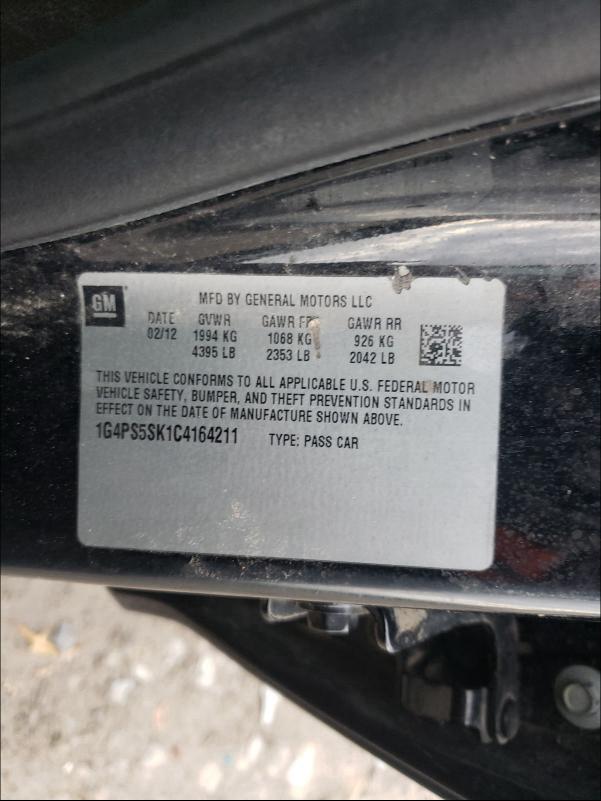 GM
MFD BY GENERAL MOTORS LLC
DATE GVWR GAWR FRT GAWR RR
02/12 1994 KG 1068 KG 926 KG
4395 LB 2353 LB 2042 LB
THIS VEHICLE CONFORMS TO ALL APPLICABLE U.S. FEDERAL MOTOR
VEHICLE SAFETY, BUMPER, AND THEFT PREVENTION STANDARDS IN
EFFECT ON THE DATE OF MANUFACTURE SHOWN ABOVE.
1G4PS5SK1C4164211 TYPE: PASS CAR